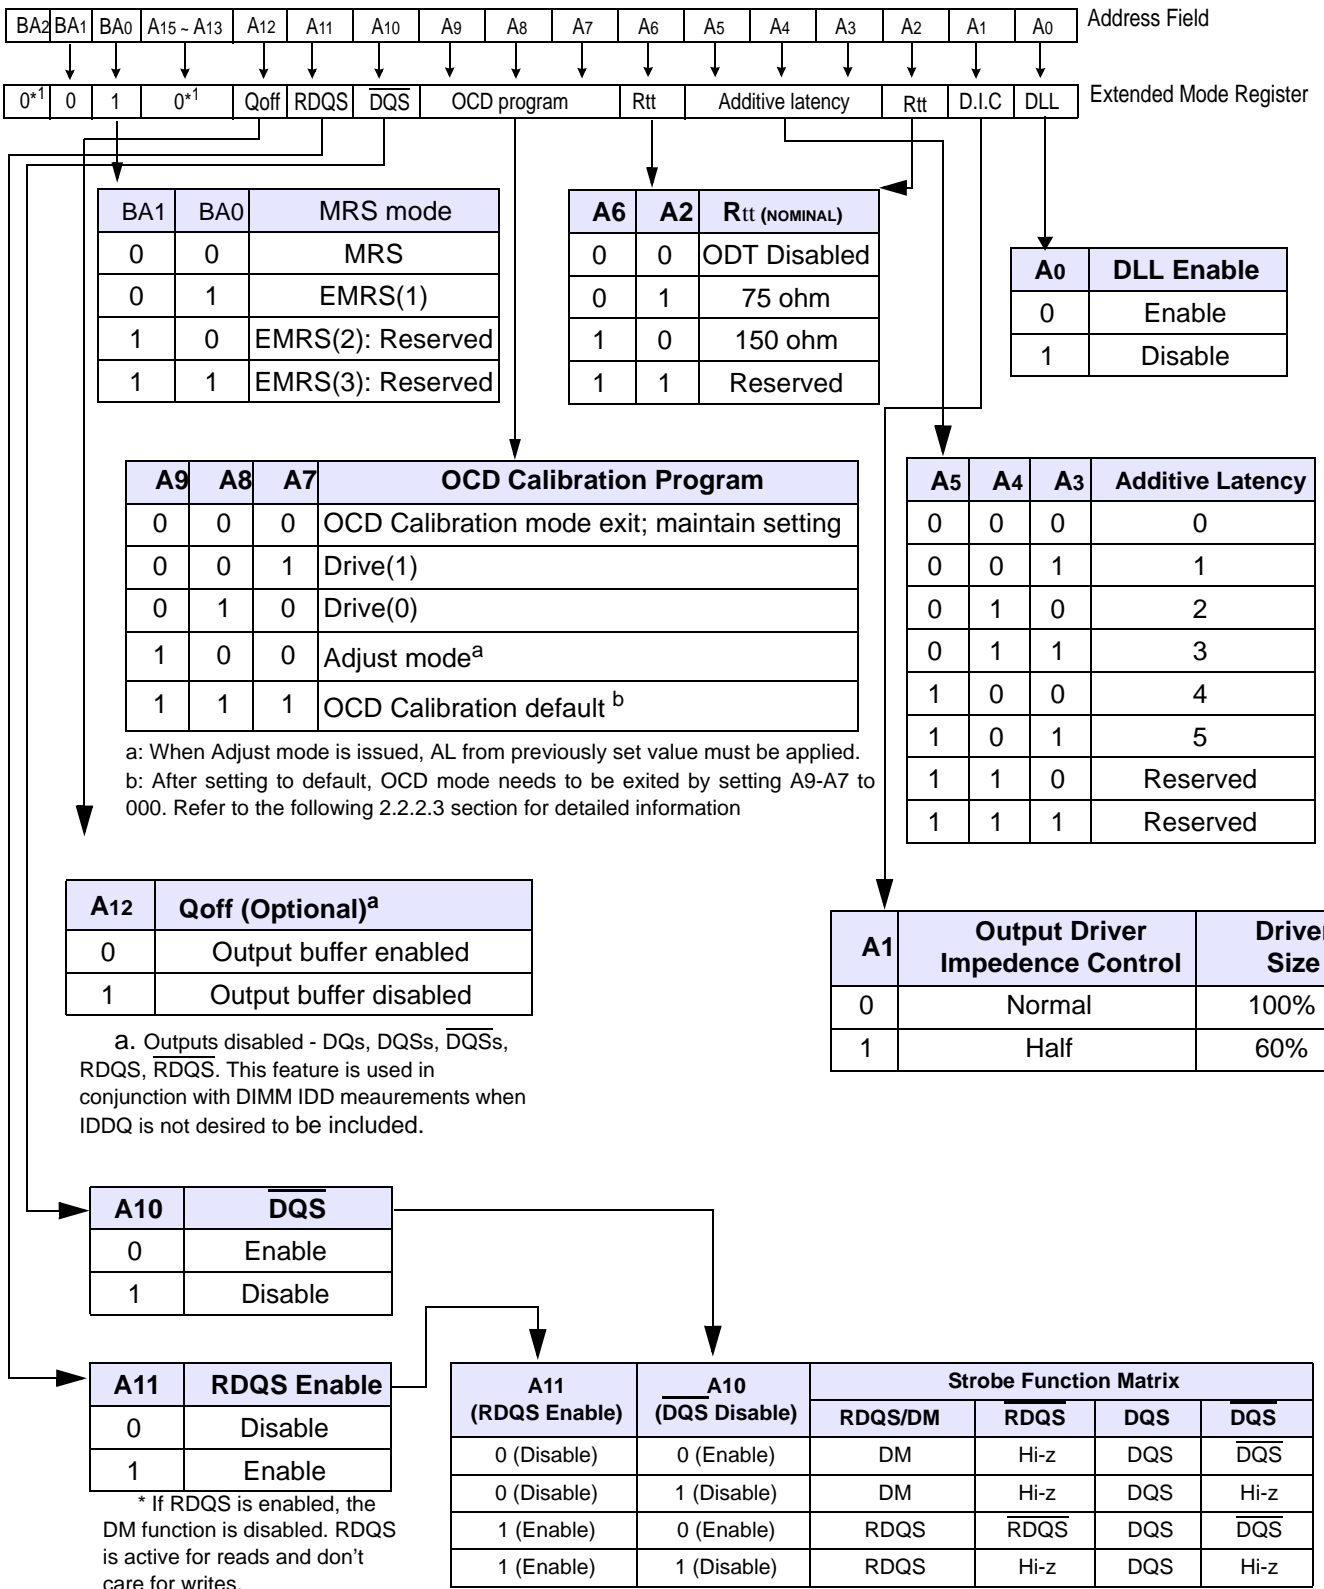 BA2 BA1 BA0 A15 ~ A13 A12 A11 A10 A9 A8 A7 A6 A5 A4 A3 A2 A1 A0 Address Field
0*1 0 1 0*1 Qoff RDQS DQS OCD program Rtt Additive latency Rtt D.I.C DLL Extended Mode Register
BA1 BA0 MRS mode
0 0 MRS
0 1 EMRS(1)
1 0 EMRS(2): Reserved
1 1 EMRS(3): Reserved
A6 A2 Rtt (NOMINAL)
0 0 ODT Disabled
0 1 75 ohm
1 0 150 ohm
1 1 Reserved
A0 DLL Enable
0 Enable
1 Disable
A9 A8 A7 OCD Calibration Program
0 0 0 OCD Calibration mode exit; maintain setting
0 0 1 Drive(1)
0 1 0 Drive(0)
1 0 0 Adjust modea
1 1 1 OCD Calibration default b
a: When Adjust mode is issued, AL from previously set value must be applied.
b: After setting to default, OCD mode needs to be exited by setting A9-A7 to
000. Refer to the following 2.2.2.3 section for detailed information
A5 A4 A3 Additive Latency
0 0 0 0
0 0 1 1
0 1 0 2
0 1 1 3
1 0 0 4
1 0 1 5
1 1 0 Reserved
1 1 1 Reserved
A12 Qoff (Optional)a
0 Output buffer enabled
1 Output buffer disabled
a. Outputs disabled - DQs, DQSs, DQSs,
RDQS, RDQS. This feature is used in
conjunction with DIMM IDD meaurements when
IDDQ is not desired to be included.
A1 Output Driver Impedence Control Driver Size
0 Normal 100%
1 Half 60%
A10 DQS
0 Enable
1 Disable
A11 RDQS Enable
0 Disable
1 Enable
* If RDQS is enabled, the
DM function is disabled. RDQS
is active for reads and don't
care for writes.
A11 (RDQS Enable) A10 (DQS Disable) Strobe Function Matrix
RDQS/DM RDQS DQS DQS
0 (Disable) 0 (Enable) DM Hi-z DQS DQS
0 (Disable) 1 (Disable) DM Hi-z DQS Hi-z
1 (Enable) 0 (Enable) RDQS RDQS DQS DQS
1 (Enable) 1 (Disable) RDQS Hi-z DQS Hi-z